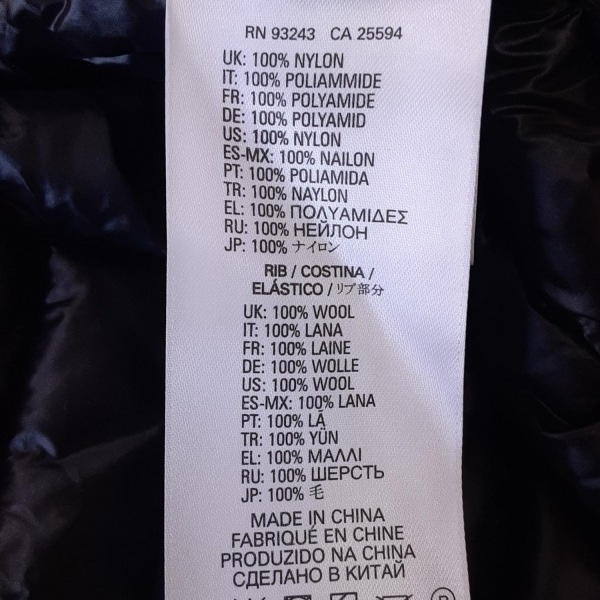 RN 93243 CA 25594
UK: 100% NYLON
IT: 100% POLIAMMIDE
FR: 100% POLYAMIDE
DE: 100% POLYAMID
US: 100% NYLON
ES-MX: 100% NAILON
PT: 100% POLIAMIDA
TR: 100% NAYLON
EL: 100% ΠΟΛΥΑΜΙΔΕΣ
RU: 100% НЕЙЛОН
JP: 100% ナイロン
RIB / COSTINA /
ELÁSTICO / リブ部分
UK: 100% WOOL
IT: 100% LANA
FR: 100% LAINE
DE: 100% WOLLE
US: 100% WOOL
ES-MX: 100% LANA
PT: 100% LÃ
TR: 100% YÜN
EL: 100% ΜΑΛΛΙ
RU: 100% ШЕРСТЬ
JP: 100% 毛
MADE IN CHINA
FABRIQUÉ EN CHINE
PRODUZIDO NA CHINA
СДЕЛАНО В КИТАЙ